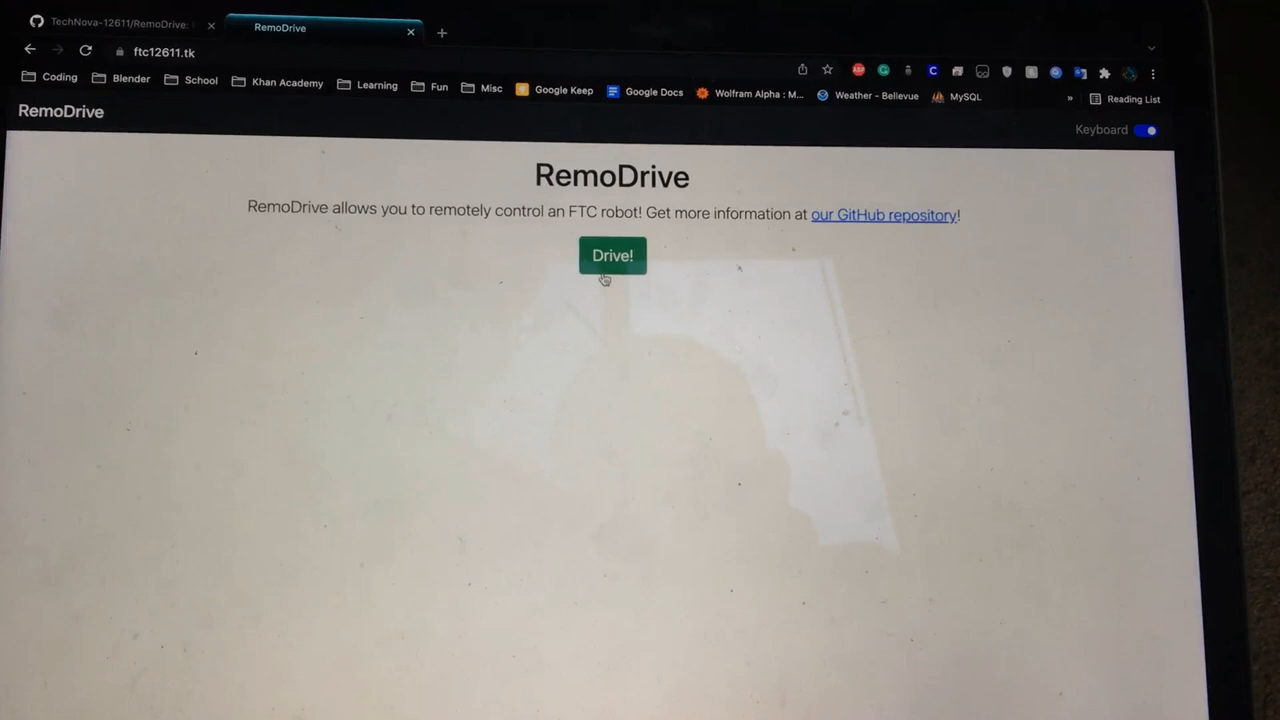 TechNova-12611/RemoDrive:
RemoDrive
ftc12611.tk
Coding
Blender
School
Khan Academy
Learning
Fun
Misc
Google Keep
Google Docs
Wolfram Alpha : M...
Weather - Bellevue
MySQL
»
Reading List
RemoDrive
Keyboard
RemoDrive
RemoDrive allows you to remotely control an FTC robot! Get more information at our GitHub repository!
Drive!